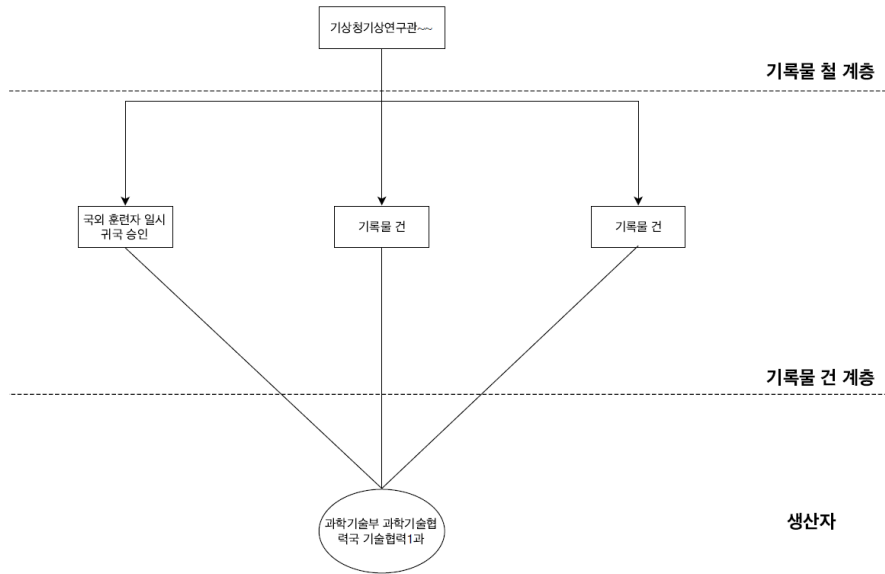 기상청기상연구관~~
기록물 철 계층
국외 훈련자 일시
귀국 승인
기록물 건
기록물 건
기록물 건 계층
과학기술부 과학기술협
력국 기술협력1과
생산자